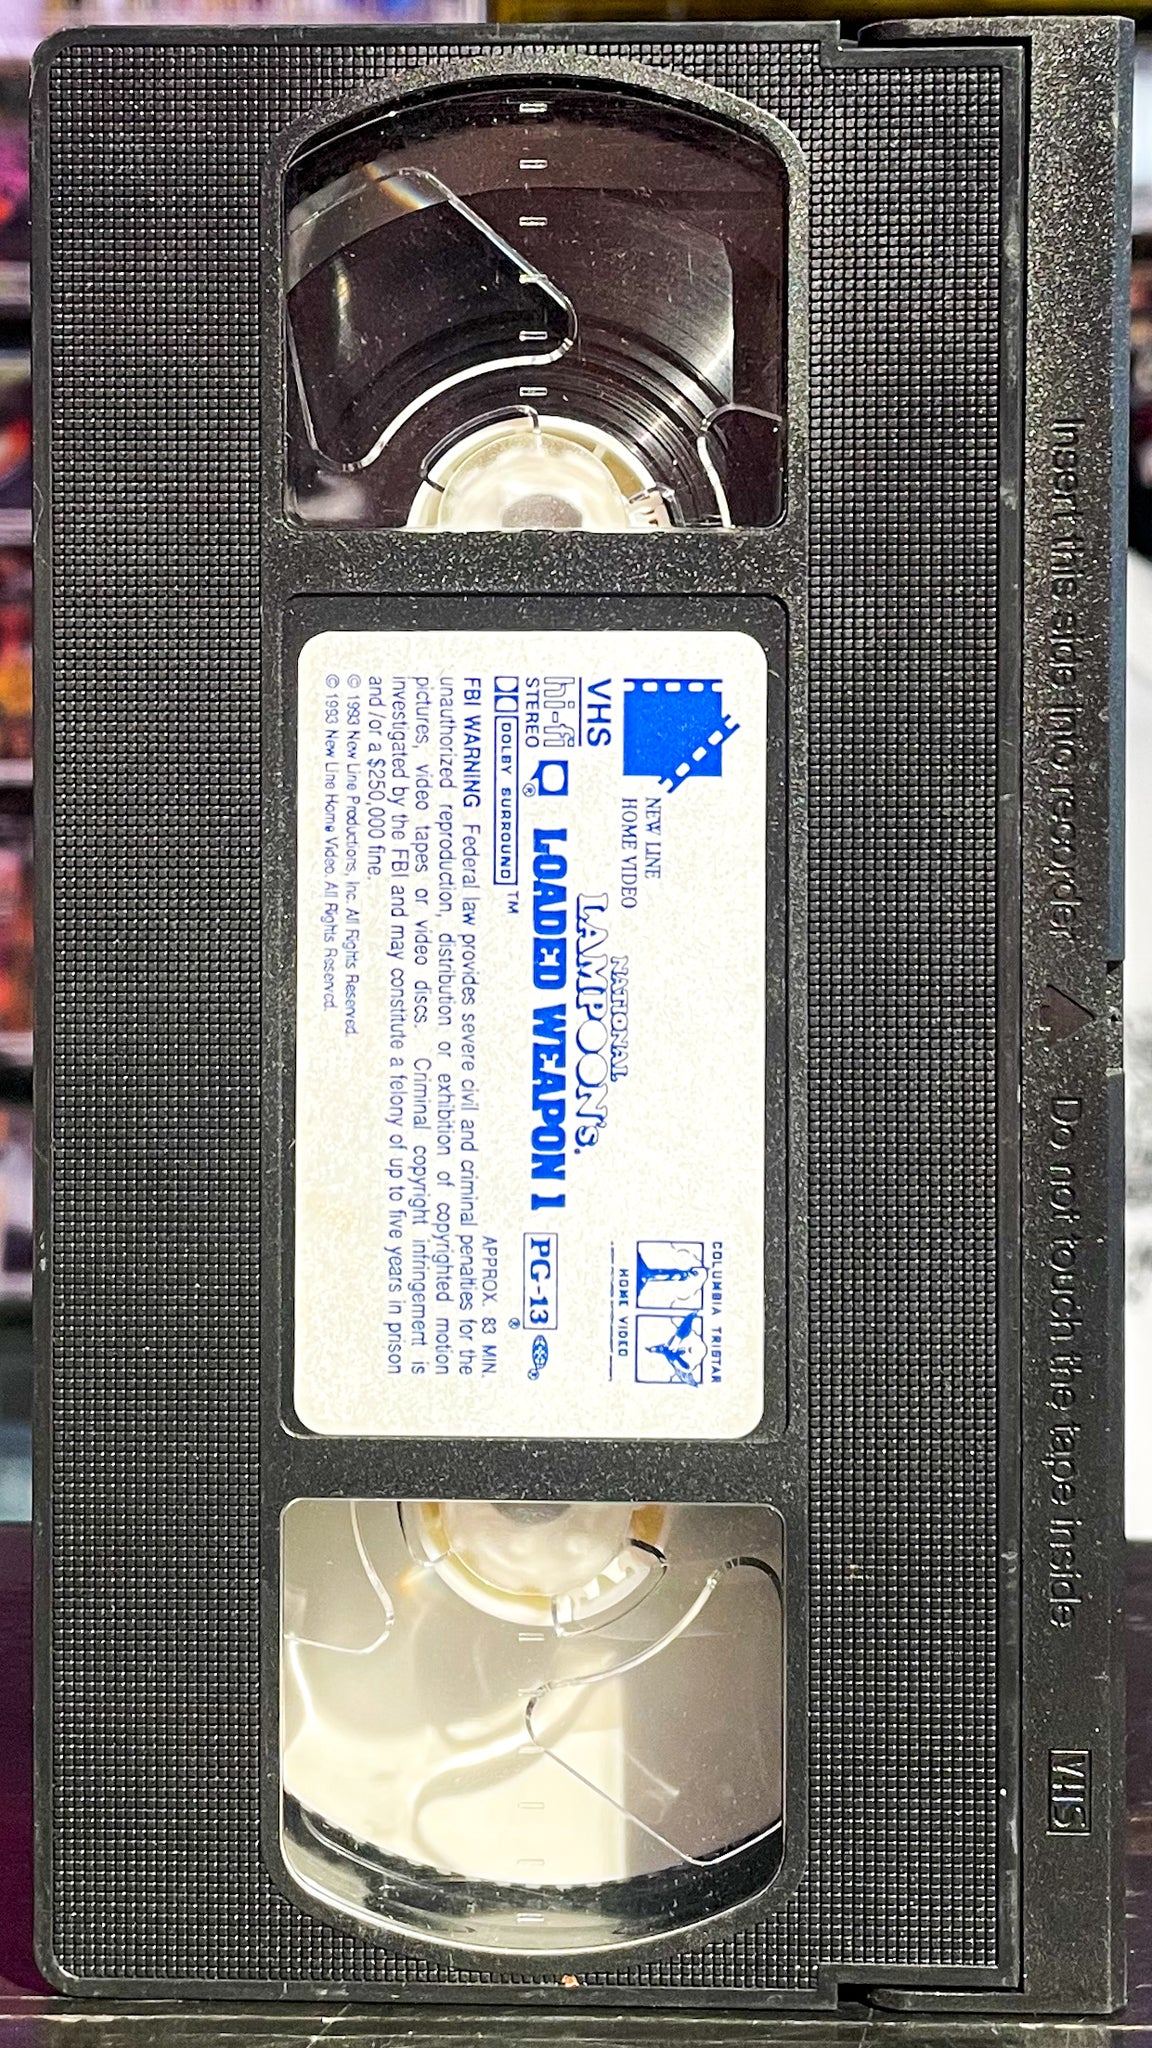 Insert this side into recorder
Do not touch the tape inside
VHS
NEW LINE
HOME VIDEO
COLUMBIA TRISTAR
HOME VIDEO
VHS
hi-fi
STEREO
DOLBY SURROUND™
NATIONAL
LAMPOON's.
LOADED WEAPON 1
PG-13 ®
APPROX. 83 MIN.
FBI WARNING Federal law provides severe civil and criminal penalties for the
unauthorized reproduction, distribution or exhibition of copyrighted motion
pictures, video tapes or video discs. Criminal copyright infringement is
investigated by the FBI and may constitute a felony of up to five years in prison
and/or a $250,000 fine.
© 1993 New Line Productions, Inc. All Rights Reserved.
© 1993 New Line Home Video. All Rights Reserved.